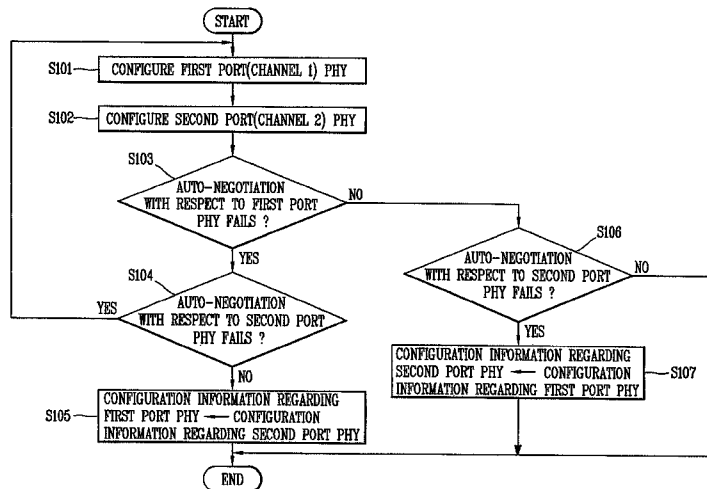 START
S101
CONFIGURE FIRST PORT(CHANNEL 1) PHY
S102
CONFIGURE SECOND PORT(CHANNEL 2) PHY
S103
AUTO-NEGOTIATION
WITH RESPECT TO FIRST PORT
PHY FAILS ?
NO
YES
S106
AUTO-NEGOTIATION
WITH RESPECT TO SECOND PORT
PHY FAILS ?
NO
YES
S104
AUTO-NEGOTIATION
WITH RESPECT TO SECOND PORT
PHY FAILS ?
YES
NO
CONFIGURATION INFORMATION REGARDING
SECOND PORT PHY ← CONFIGURATION
INFORMATION REGARDING FIRST PORT PHY
S107
S105
CONFIGURATION INFORMATION REGARDING
FIRST PORT PHY ← CONFIGURATION
INFORMATION REGARDING SECOND PORT PHY
END